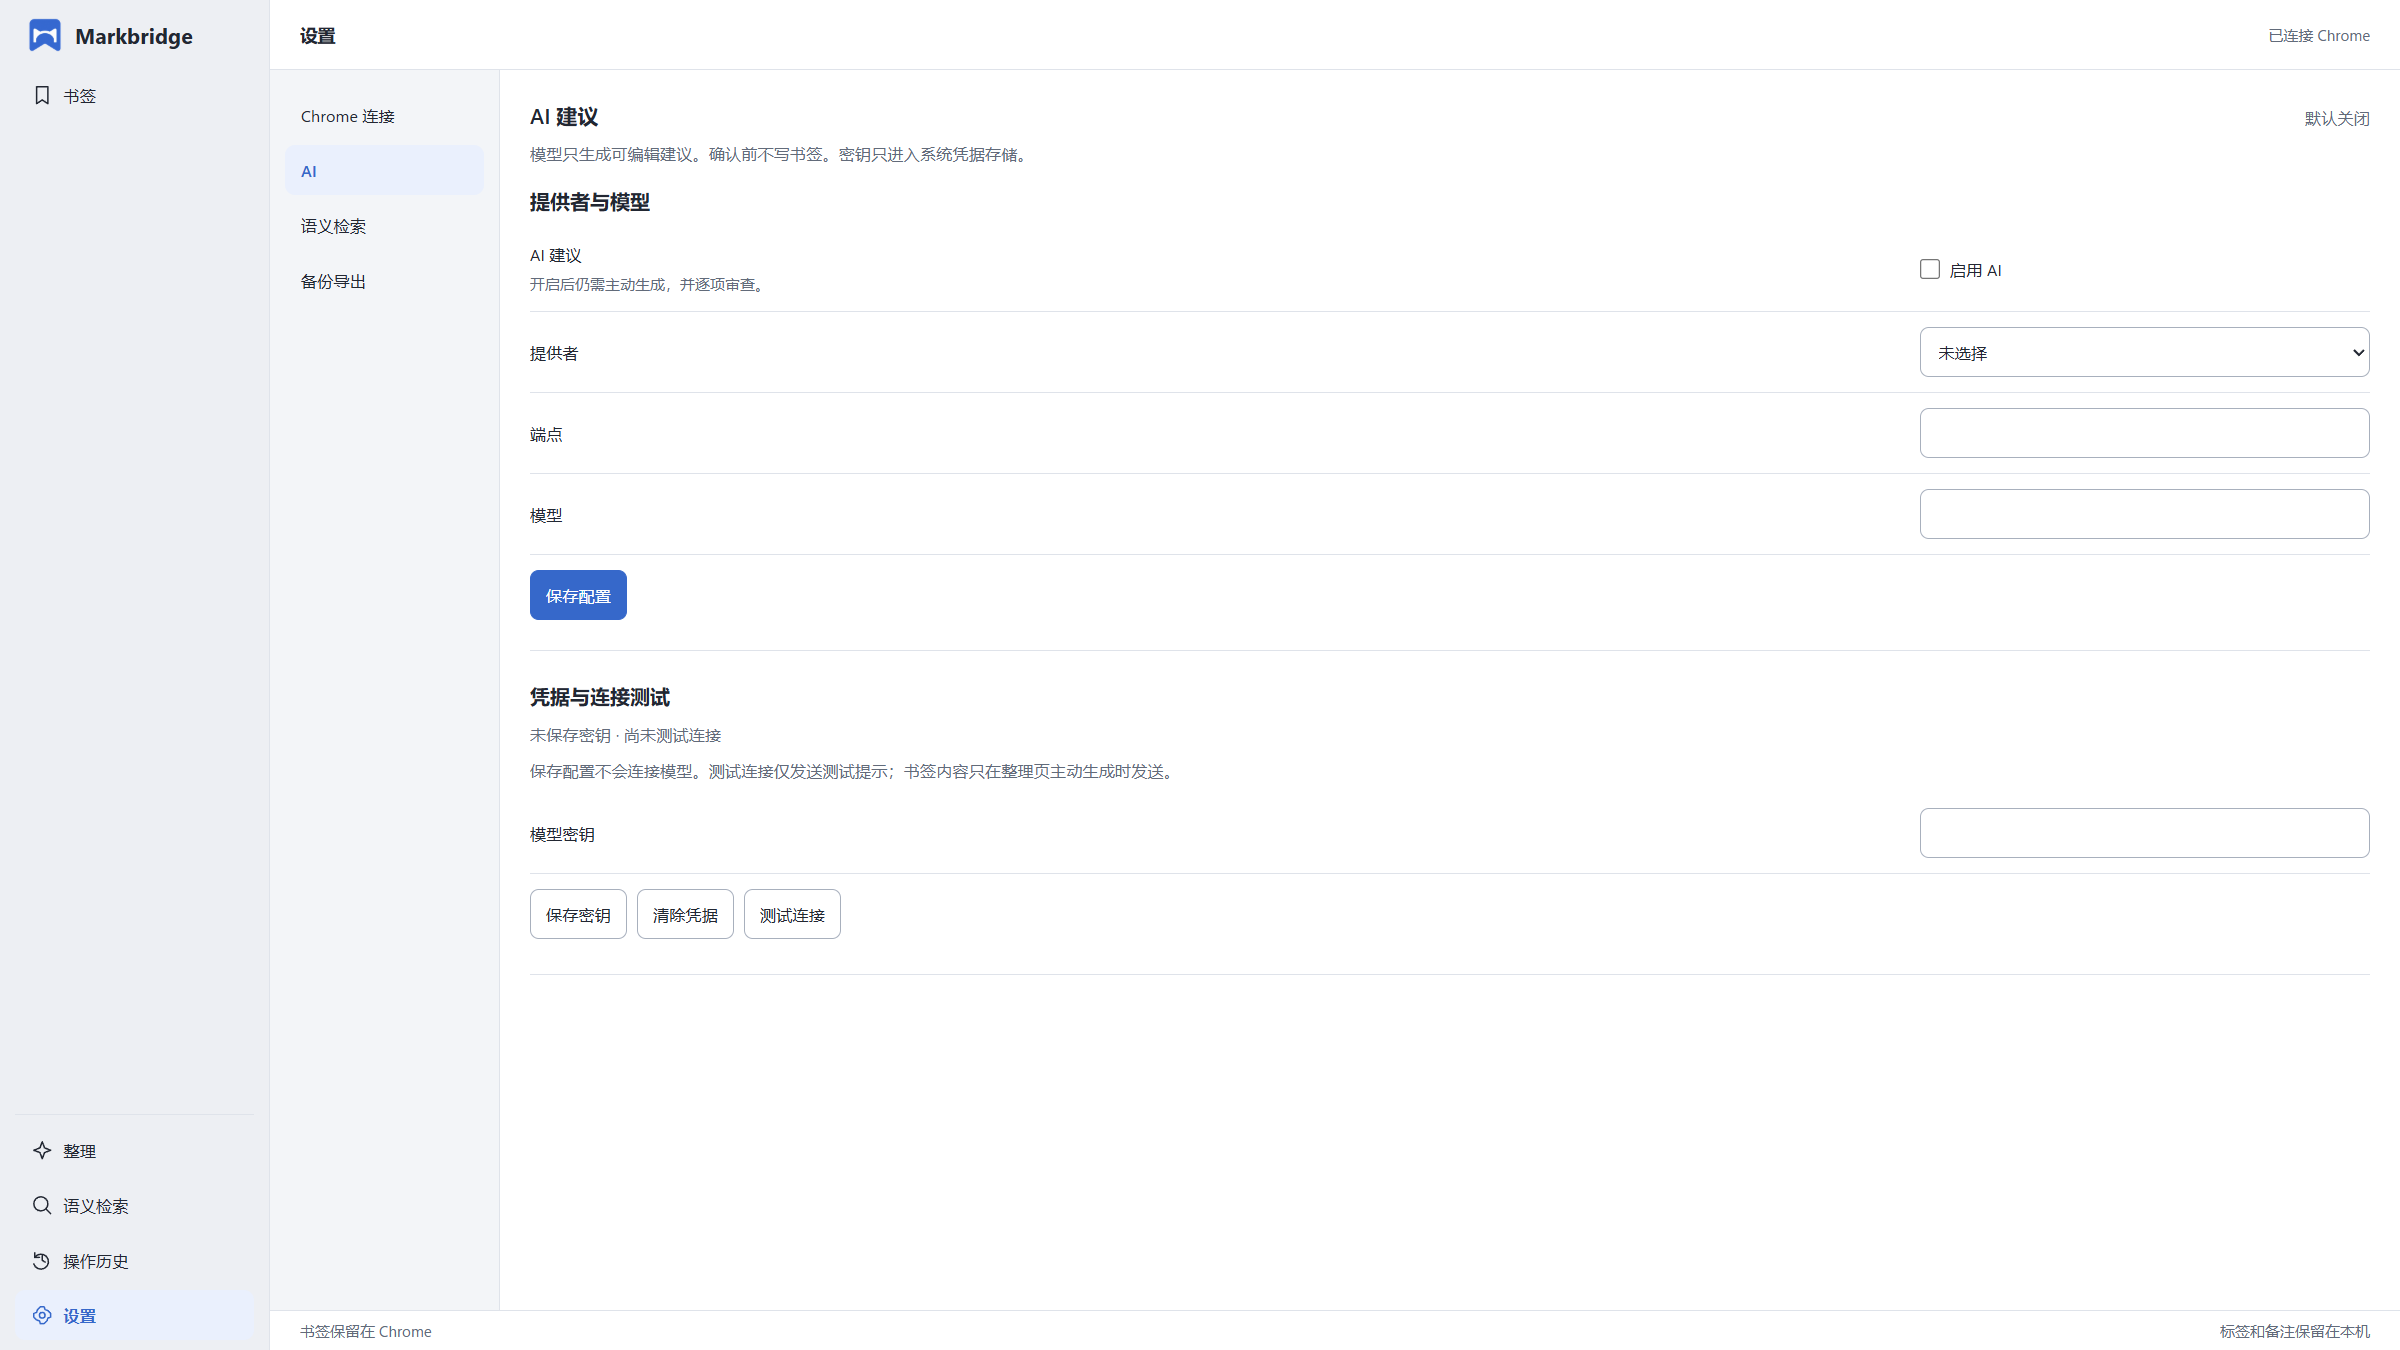 Markbridge
书签
整理
语义检索
操作历史
设置
设置
已连接 Chrome
Chrome 连接
AI
语义检索
备份导出
AI 建议
默认关闭
模型只生成可编辑建议。确认前不写书签。密钥只进入系统凭据存储。
提供者与模型
AI 建议
开启后仍需主动生成，并逐项审查。
启用 AI
提供者
未选择
端点
模型
保存配置
凭据与连接测试
未保存密钥 · 尚未测试连接
保存配置不会连接模型。测试连接仅发送测试提示；书签内容只在整理页主动生成时发送。
模型密钥
保存密钥
清除凭据
测试连接
书签保留在 Chrome
标签和备注保留在本机